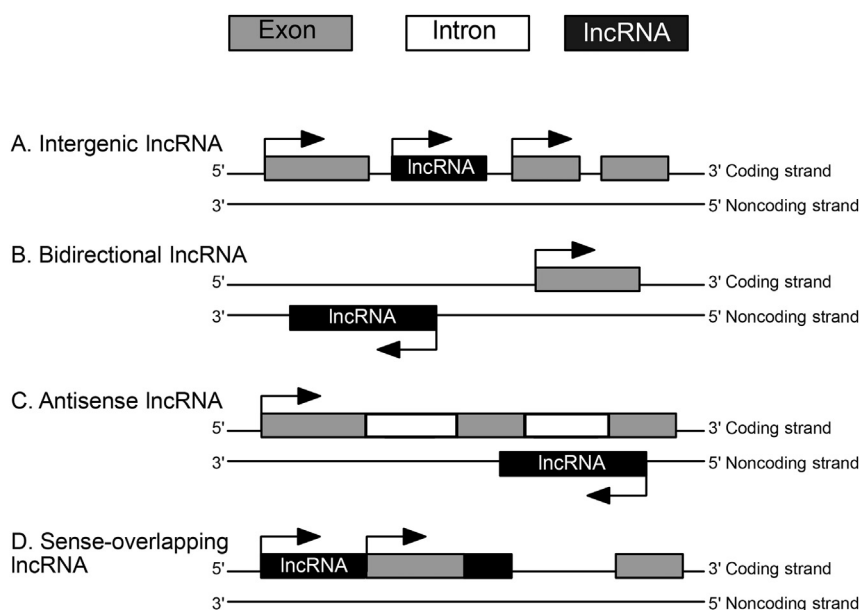 Exon Intron lncRNA
A. Intergenic lncRNA
5' lncRNA 3' Coding strand
3' 5' Noncoding strand
B. Bidirectional lncRNA
5' 3' Coding strand
3' lncRNA 5' Noncoding strand
C. Antisense lncRNA
5' 3' Coding strand
3' lncRNA 5' Noncoding strand
D. Sense-overlapping
lncRNA
5' lncRNA 3' Coding strand
3' 5' Noncoding strand